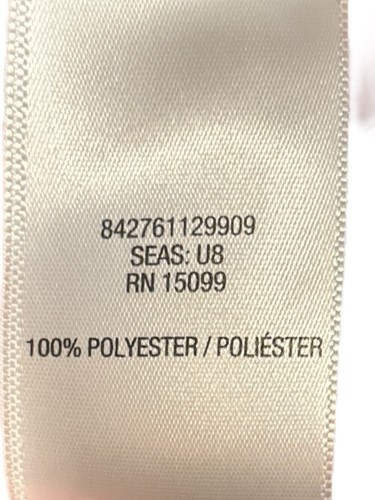 842761129909
SEAS: U8
RN 15099
100% POLYESTER / POLIÉSTER